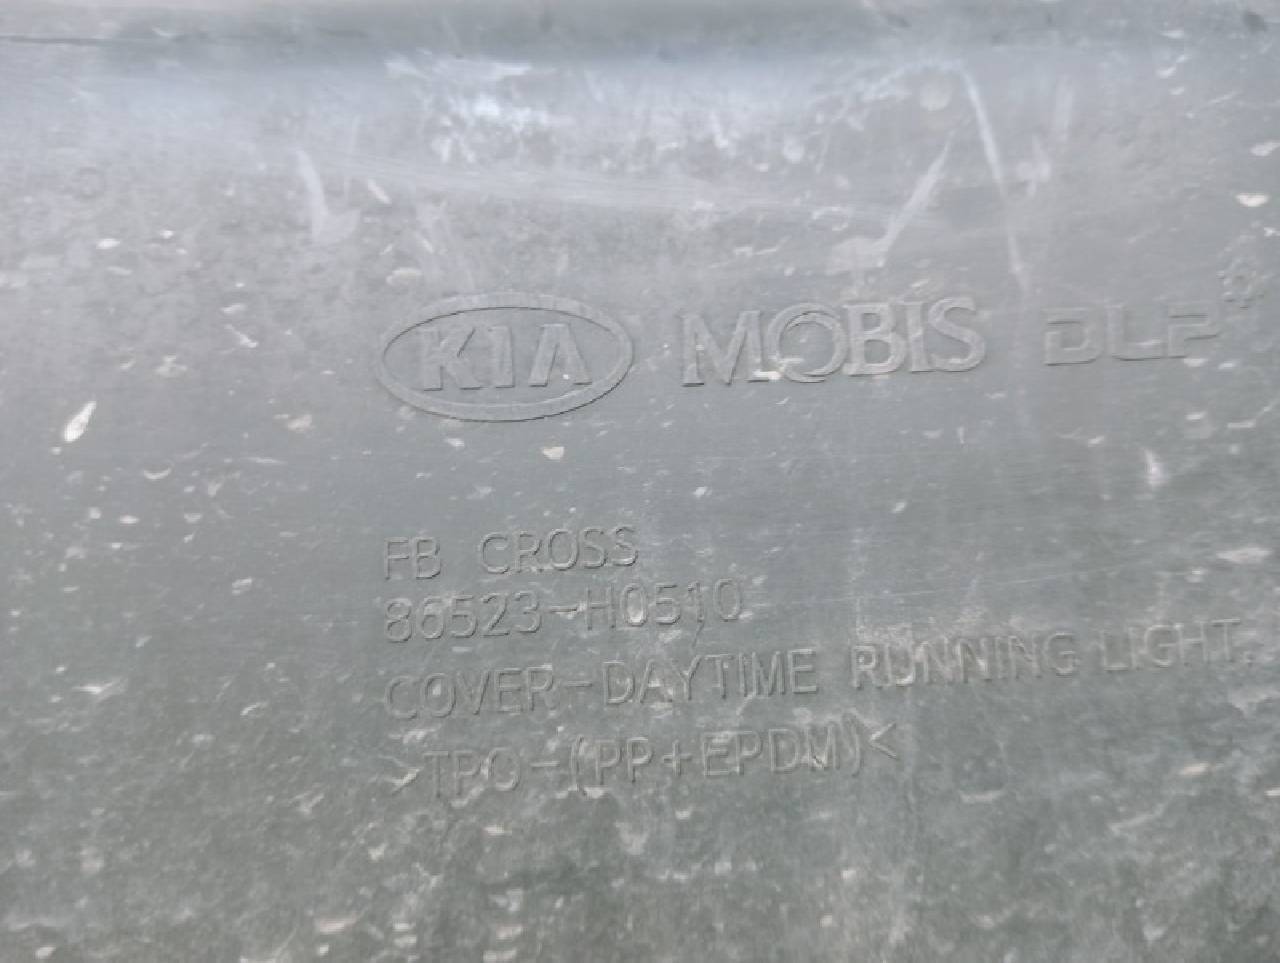 KIA MOBIS DLP
FB CROSS
86523-H0510
COVER-DAYTIME RUNNING LIGHT.
>TPO-(PP+EPDM)<